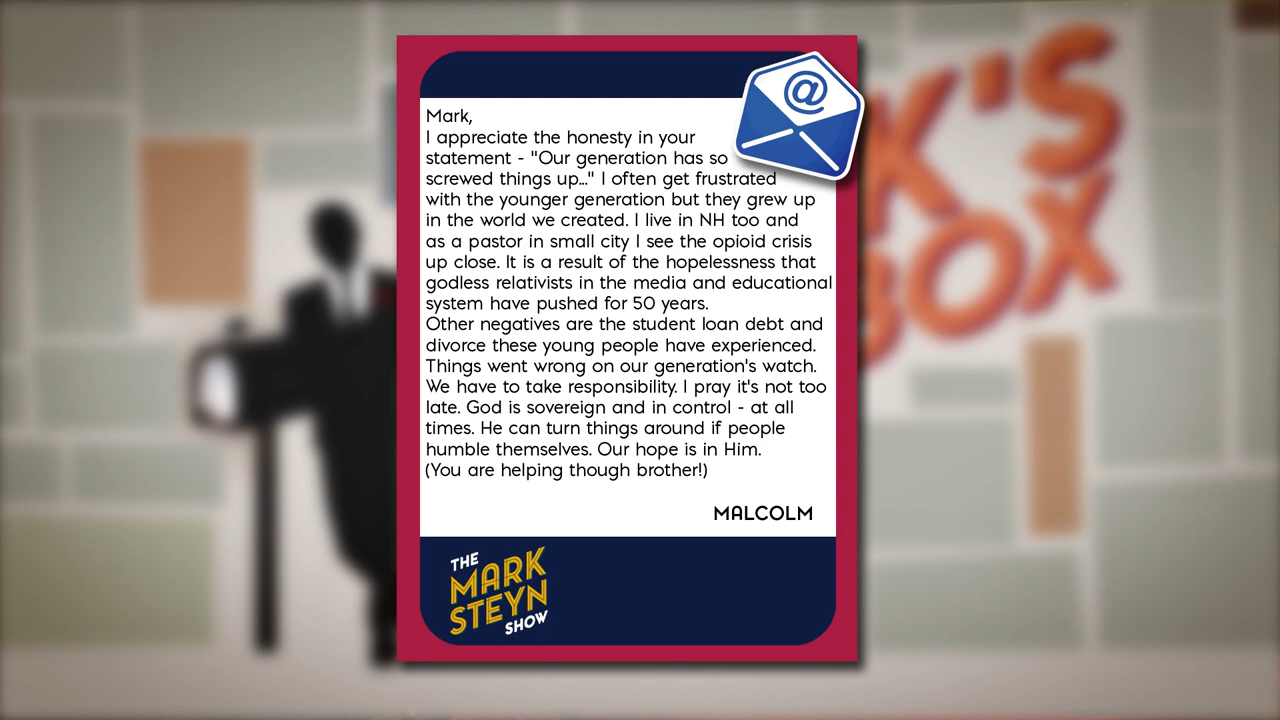 Mark,
I appreciate the honesty in your
statement - "Our generation has so
screwed things up..." I often get frustrated
with the younger generation but they grew up
in the world we created. I live in NH too and
as a pastor in small city I see the opioid crisis
up close. It is a result of the hopelessness that
godless relativists in the media and educational
system have pushed for 50 years.
Other negatives are the student loan debt and
divorce these young people have experienced.
Things went wrong on our generation's watch.
We have to take responsibility. I pray it's not too
late. God is sovereign and in control - at all
times. He can turn things around if people
humble themselves. Our hope is in Him.
(You are helping though brother!)
MALCOLM
THE
MARK
STEYN
SHOW
@
K'S
BOX